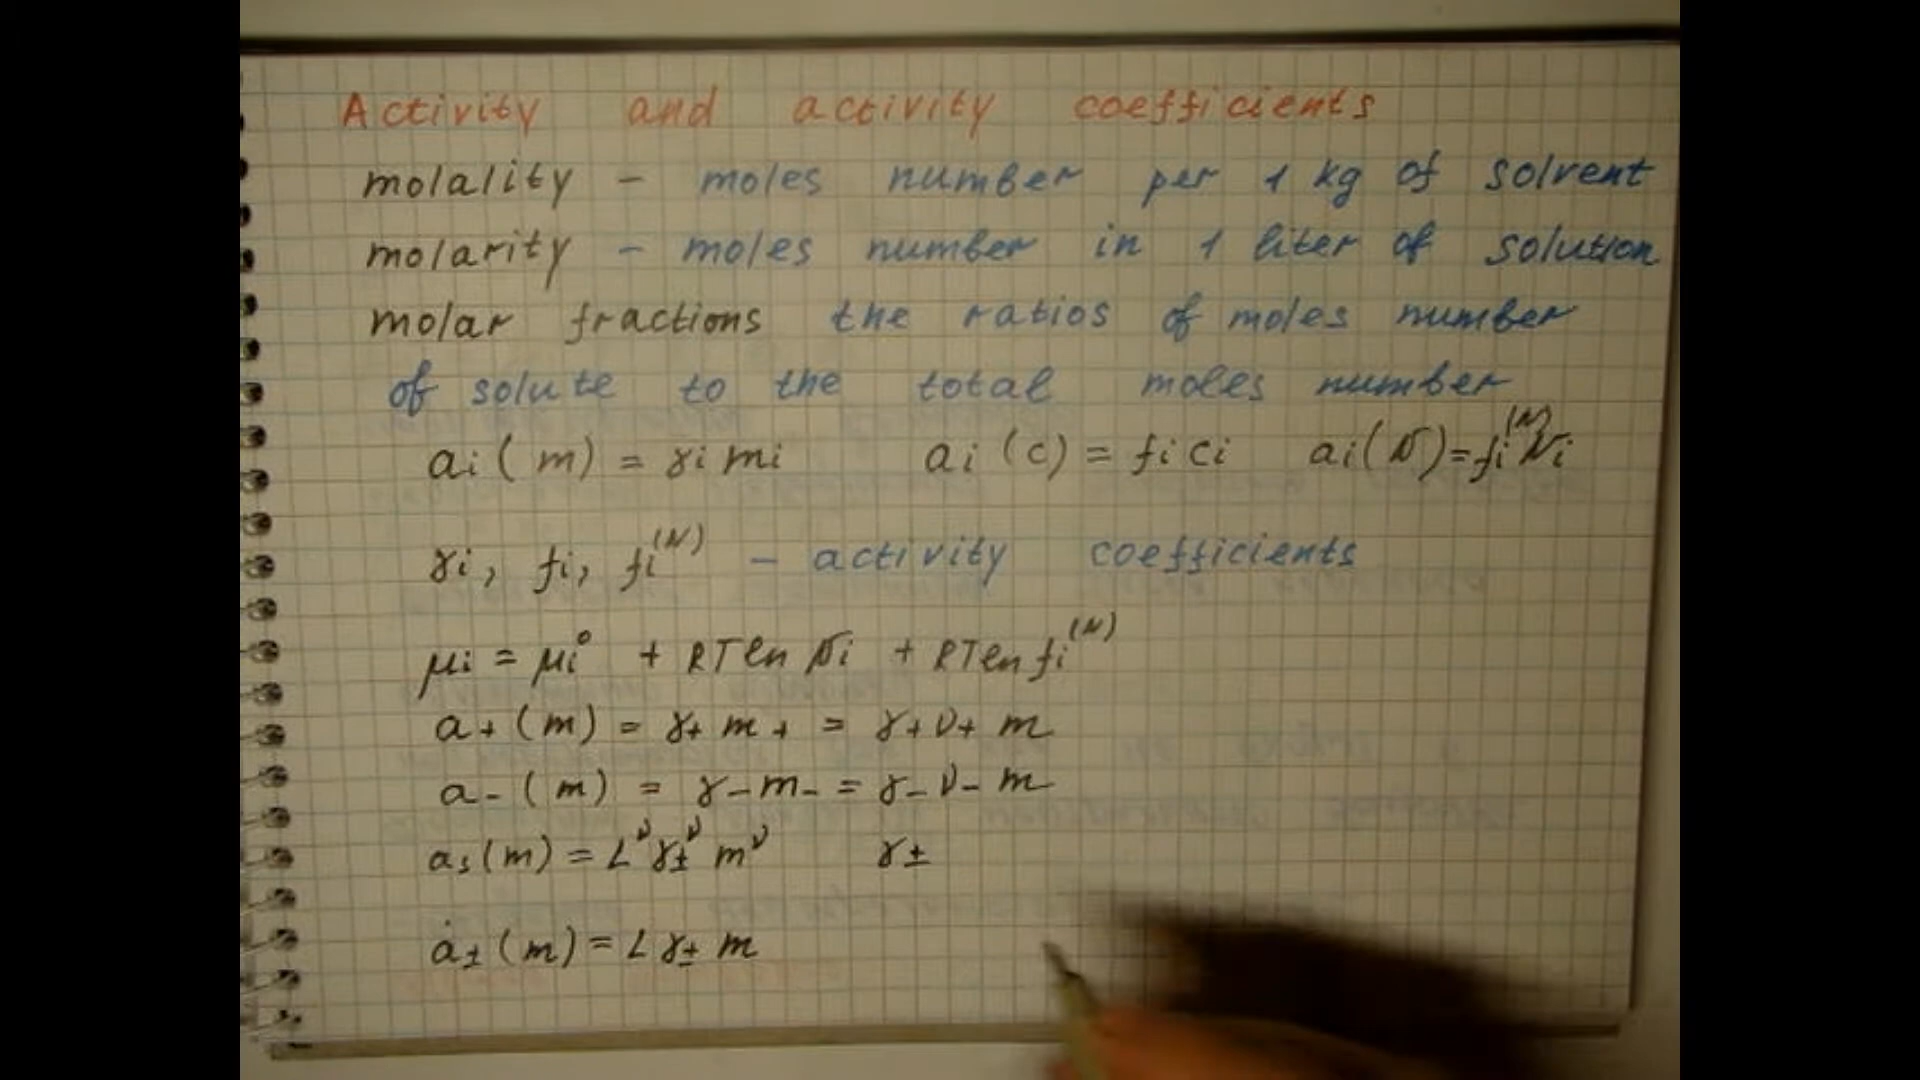 Activity and activity coefficients
molality - moles number per 1 kg of solvent
molarity - moles number in 1 liter of solution
molar fractions the ratios of moles number
of solute to the total moles number
ai(m) = γi mi ai(c) = fi ci ai(N) = fi^(N) Ni
γi, fi, fi^(N) - activity coefficients
μi = μi° + RT ln Ni + RT ln fi^(N)
a+(m) = γ+ m+ = γ+ ν+ m
a-(m) = γ- m- = γ- ν- m
as(m) = L^ν γ±^ν m^ν γ±
a±(m) = L γ± m